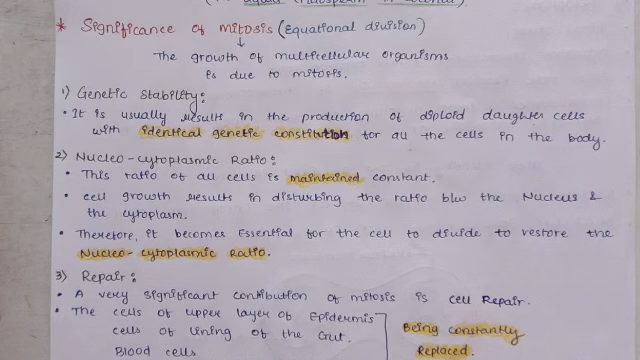 * Significance of mitosis (Equational division)
The growth of multicellular organisms
is due to mitosis.
1) Genetic Stability:
• It is usually results in the production of diploid daughter cells
with identical genetic constitution for all the cells in the body.
2) Nucleo-cytoplasmic Ratio:
• This ratio of all cells is maintained constant.
• cell growth results in disturbing the ratio b/w the Nucleus &
the cytoplasm.
• Therefore, it becomes Essential for the cell to divide to restore the
Nucleo-cytoplasmic Ratio.
3) Repair:
• A very significant contribution of mitosis is cell Repair.
• The cells of upper layer of Epidermis
cells of lining of the Gut
Blood cells
Being constantly
Replaced.